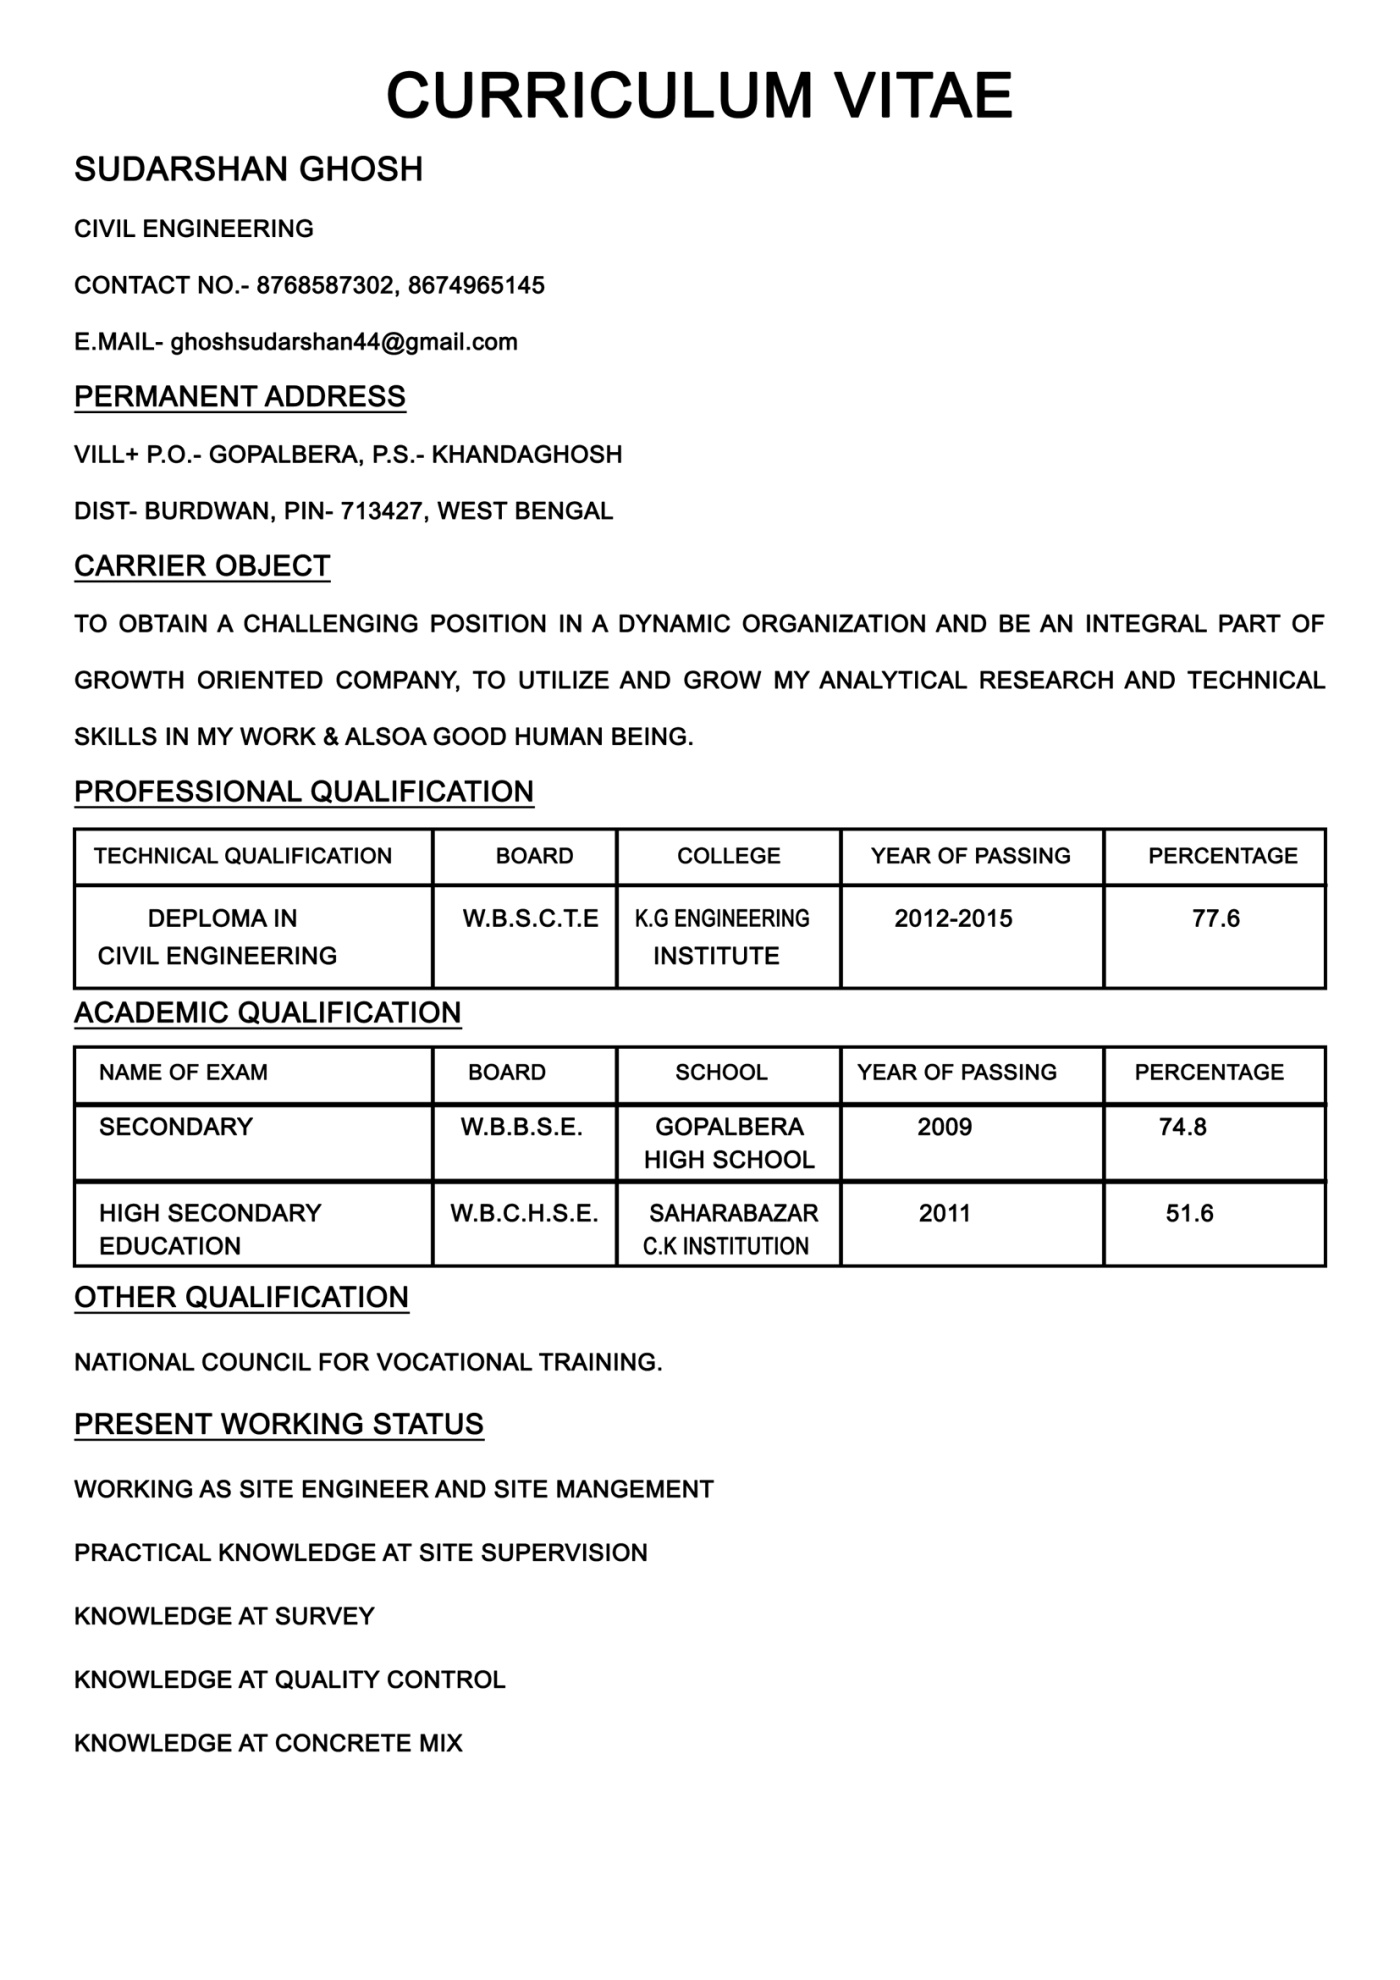 CURRICULUM VITAE
SUDARSHAN GHOSH
CIVIL ENGINEERING
CONTACT NO.- 8768587302, 8674965145
E.MAIL- ghoshsudarshan44@gmail.com
PERMANENT ADDRESS
VILL+ P.O.- GOPALBERA, P.S.- KHANDAGHOSH
DIST- BURDWAN, PIN- 713427, WEST BENGAL
CARRIER OBJECT
TO OBTAIN A CHALLENGING POSITION IN A DYNAMIC ORGANIZATION AND BE AN INTEGRAL PART OF
GROWTH ORIENTED COMPANY, TO UTILIZE AND GROW MY ANALYTICAL RESEARCH AND TECHNICAL
SKILLS IN MY WORK & ALSOA GOOD HUMAN BEING.
PROFESSIONAL QUALIFICATION
TECHNICAL QUALIFICATION BOARD COLLEGE YEAR OF PASSING PERCENTAGE
DEPLOMA IN W.B.S.C.T.E K.G ENGINEERING 2012-2015 77.6
CIVIL ENGINEERING INSTITUTE
ACADEMIC QUALIFICATION
NAME OF EXAM BOARD SCHOOL YEAR OF PASSING PERCENTAGE
SECONDARY W.B.B.S.E. GOPALBERA 2009 74.8
HIGH SCHOOL
HIGH SECONDARY W.B.C.H.S.E. SAHARABAZAR 2011 51.6
EDUCATION C.K INSTITUTION
OTHER QUALIFICATION
NATIONAL COUNCIL FOR VOCATIONAL TRAINING.
PRESENT WORKING STATUS
WORKING AS SITE ENGINEER AND SITE MANGEMENT
PRACTICAL KNOWLEDGE AT SITE SUPERVISION
KNOWLEDGE AT SURVEY
KNOWLEDGE AT QUALITY CONTROL
KNOWLEDGE AT CONCRETE MIX